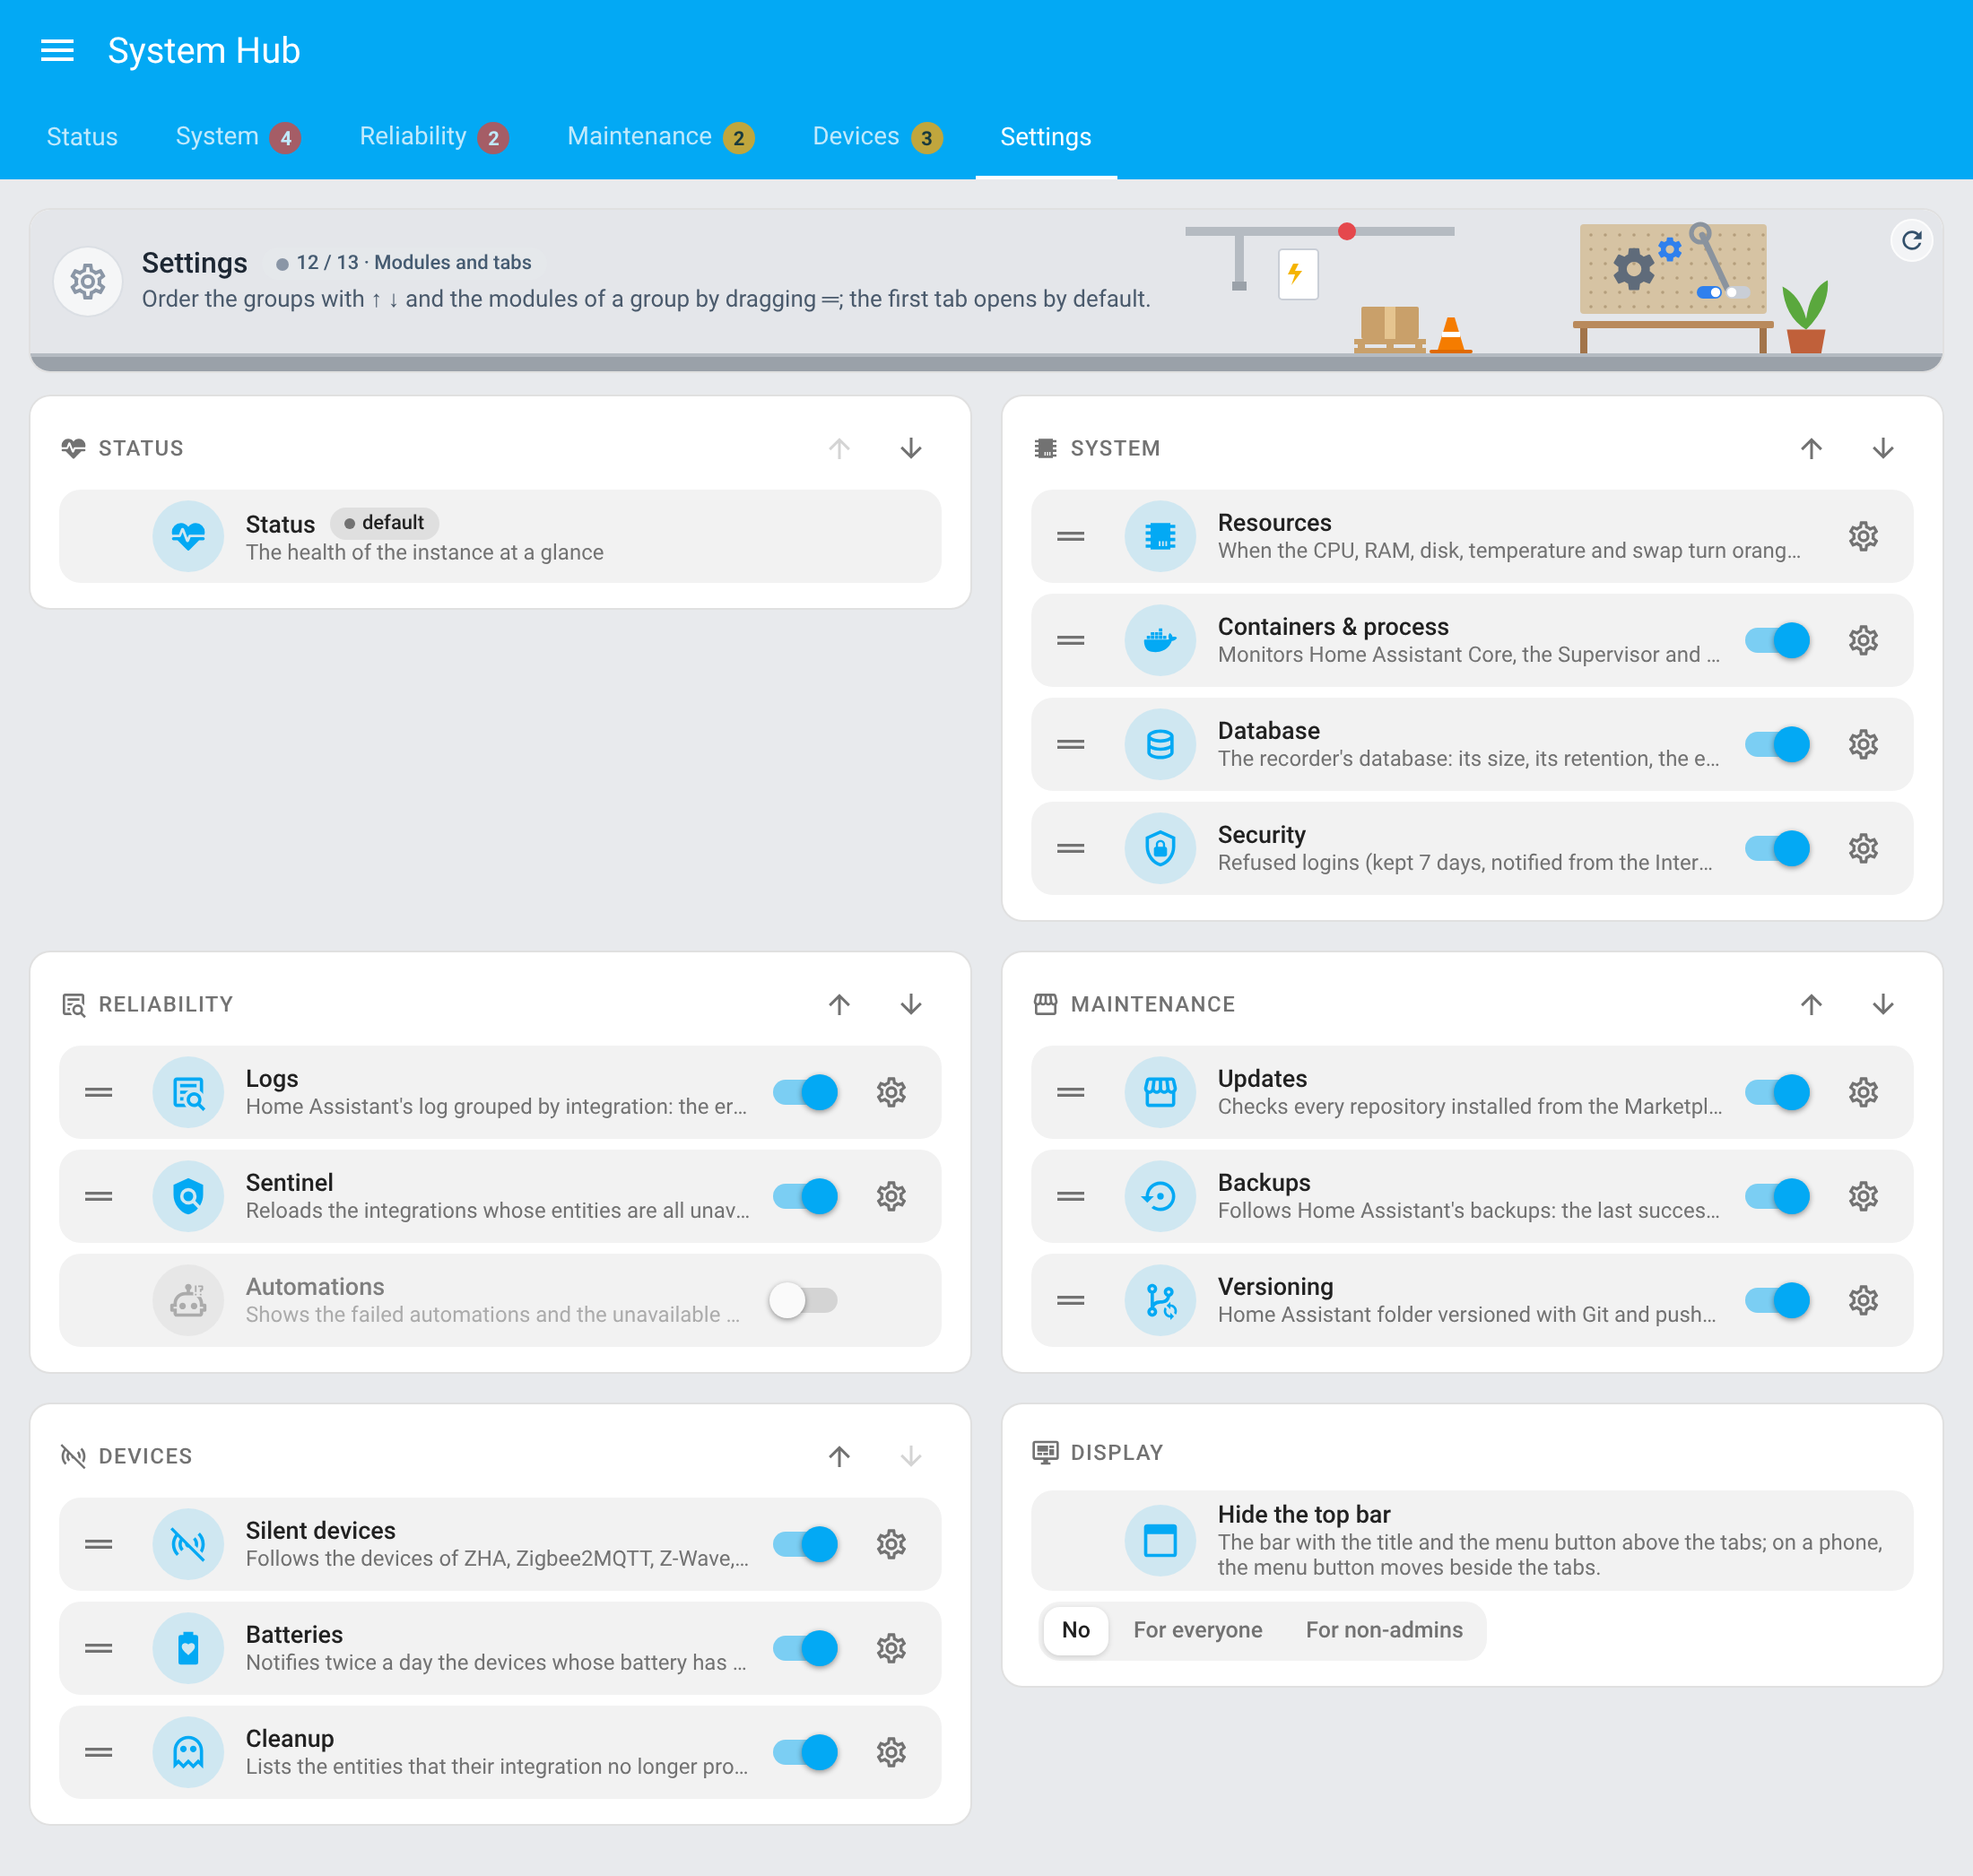 System Hub
Status
System 4
Reliability 2
Maintenance 2
Devices 3
Settings
Settings
12 / 13 · Modules and tabs
Order the groups with ↑ ↓ and the modules of a group by dragging ═; the first tab opens by default.
STATUS
Status
default
The health of the instance at a glance
SYSTEM
Resources
When the CPU, RAM, disk, temperature and swap turn orang...
Containers & process
Monitors Home Assistant Core, the Supervisor and ...
Database
The recorder's database: its size, its retention, the e...
Security
Refused logins (kept 7 days, notified from the Inter...
RELIABILITY
Logs
Home Assistant's log grouped by integration: the er...
Sentinel
Reloads the integrations whose entities are all unav...
Automations
Shows the failed automations and the unavailable ...
MAINTENANCE
Updates
Checks every repository installed from the Marketpl...
Backups
Follows Home Assistant's backups: the last succes...
Versioning
Home Assistant folder versioned with Git and push...
DEVICES
Silent devices
Follows the devices of ZHA, Zigbee2MQTT, Z-Wave,...
Batteries
Notifies twice a day the devices whose battery has ...
Cleanup
Lists the entities that their integration no longer pro...
DISPLAY
Hide the top bar
The bar with the title and the menu button above the tabs; on a phone,
the menu button moves beside the tabs.
No
For everyone
For non-admins